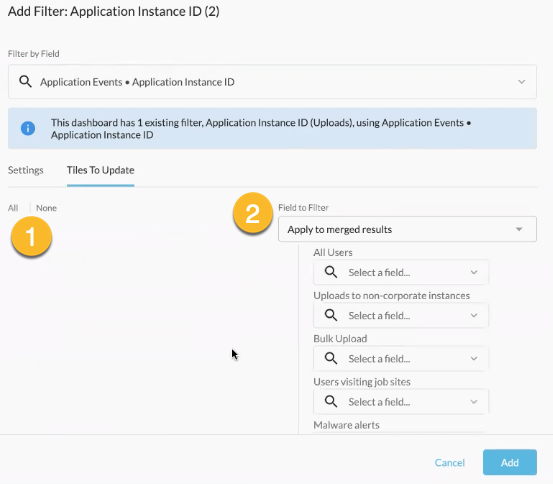 Add Filter: Application Instance ID (2)
Filter by Field
Application Events • Application Instance ID
This dashboard has 1 existing filter, Application Instance ID (Uploads), using Application Events •
Application Instance ID
Settings
Tiles To Update
All
None
1
2
Field to Filter
Apply to merged results
All Users
Select a field...
Uploads to non-corporate instances
Select a field...
Bulk Upload
Select a field...
Users visiting job sites
Select a field...
Malware alerts
Cancel
Add